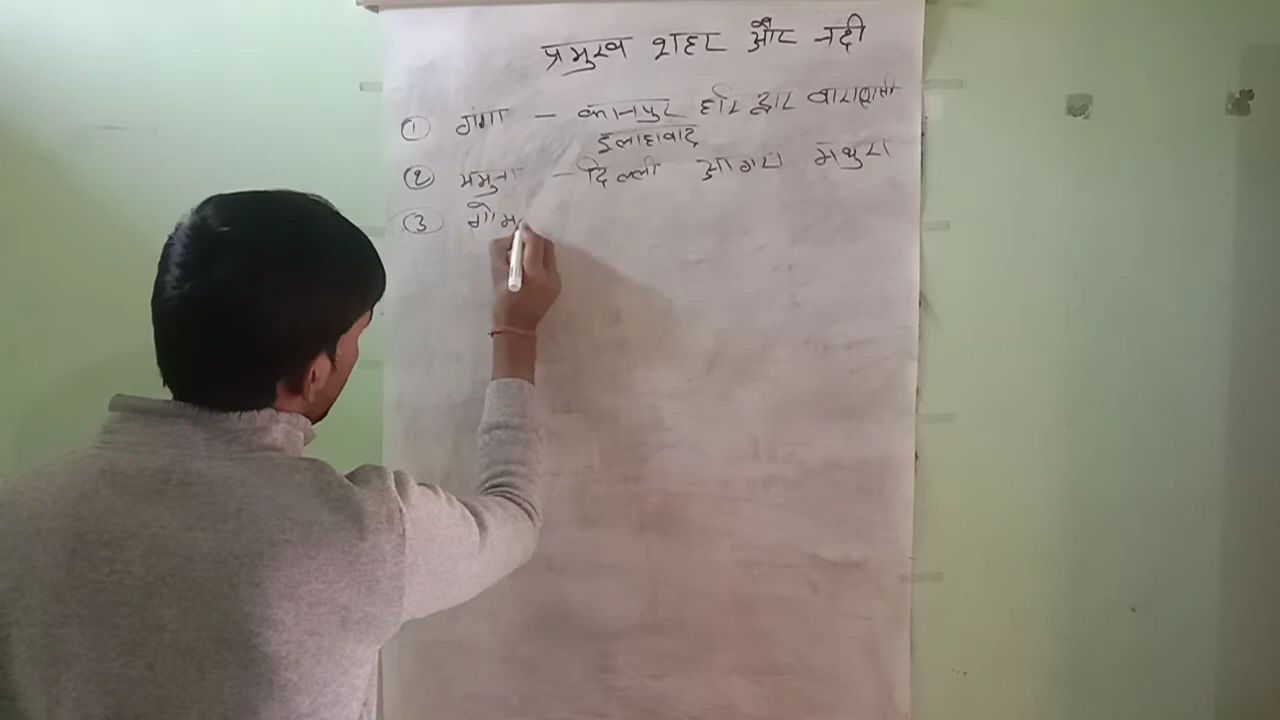 प्रमुख शहर और नदी
① गंगा - कानपुर हरिद्वार वाराणसी
इलाहावाद
② यमुना - दिल्ली आगरा मथुरा
③ गोम